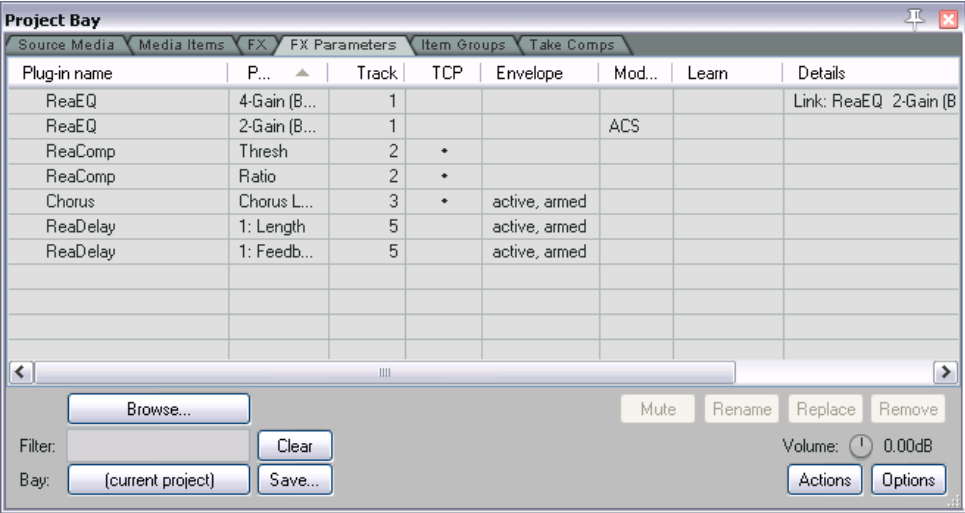 Project Bay
Source Media Media Items FX FX Parameters Item Groups Take Comps
Plug-in name P... Track TCP Envelope Mod... Learn Details
ReaEQ 4-Gain (B... 1 Link: ReaEQ 2-Gain (B
ReaEQ 2-Gain (B... 1 ACS
ReaComp Thresh 2 •
ReaComp Ratio 2 •
Chorus Chorus L... 3 • active, armed
ReaDelay 1: Length 5 active, armed
ReaDelay 1: Feedb... 5 active, armed
Browse... Mute Rename Replace Remove
Filter: Clear Volume: 0.00dB
Bay: (current project) Save... Actions Options